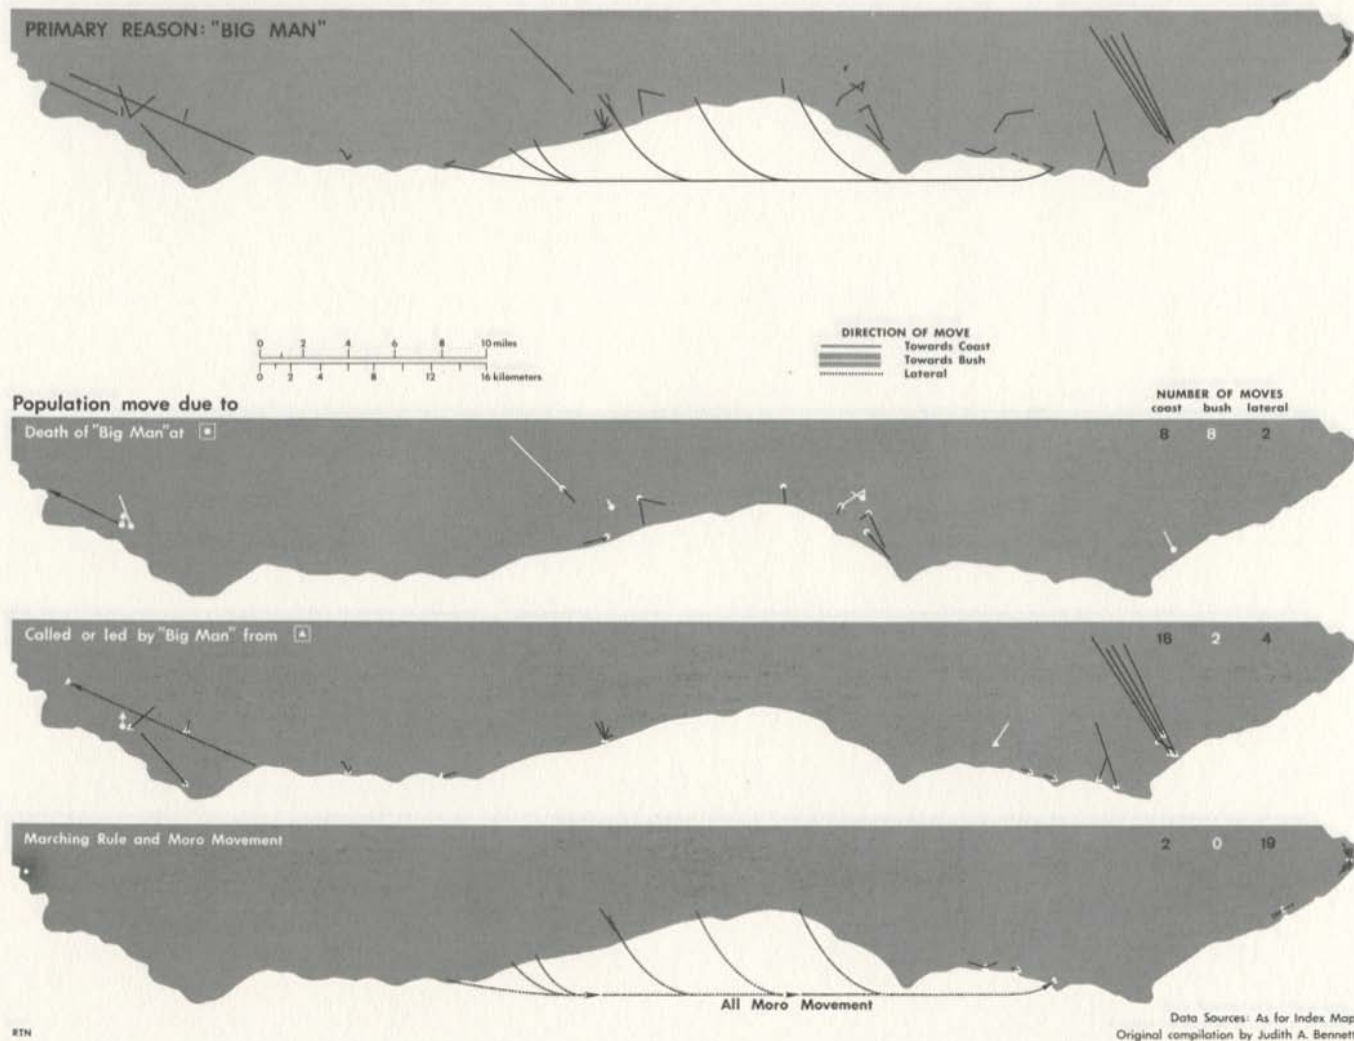 PRIMARY REASON: "BIG MAN"
0 2 4 6 8 10 miles
0 2 4 8 12 16 kilometers
DIRECTION OF MOVE
Towards Coast
Towards Bush
Lateral
Population move due to
NUMBER OF MOVES
coast bush lateral
Death of "Big Man" at
8 8 2
Called or led by "Big Man" from
16 2 4
Marching Rule and Moro Movement
2 0 19
All Moro Movement
RTN
Data Sources: As for Index Map
Original compilation by Judith A. Bennett